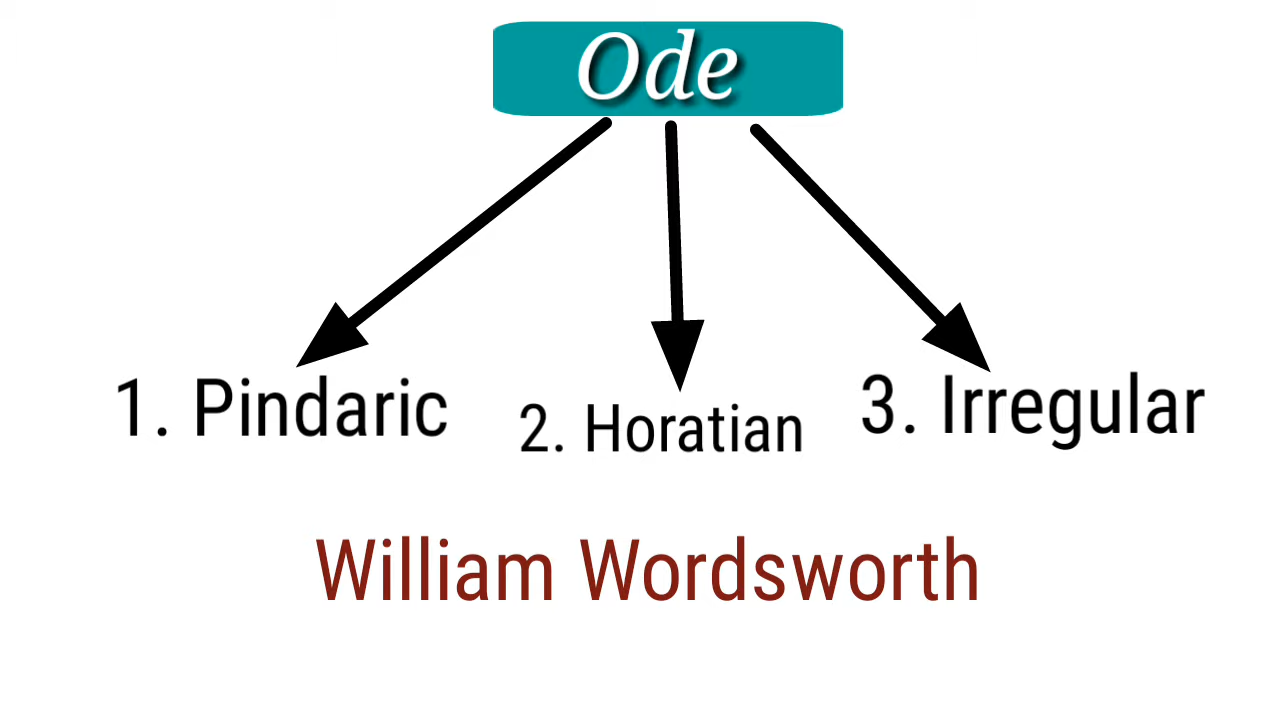 Ode
1. Pindaric
2. Horatian
3. Irregular
William Wordsworth